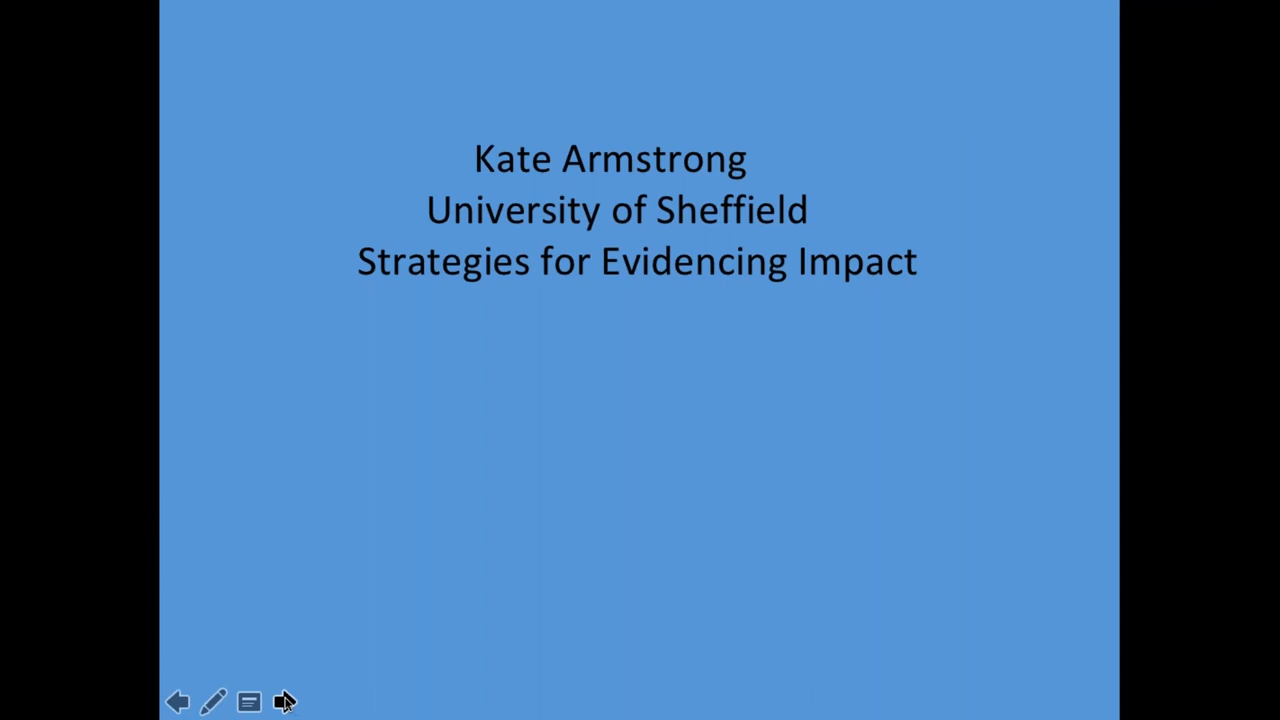 Kate Armstrong
University of Sheffield
Strategies for Evidencing Impact